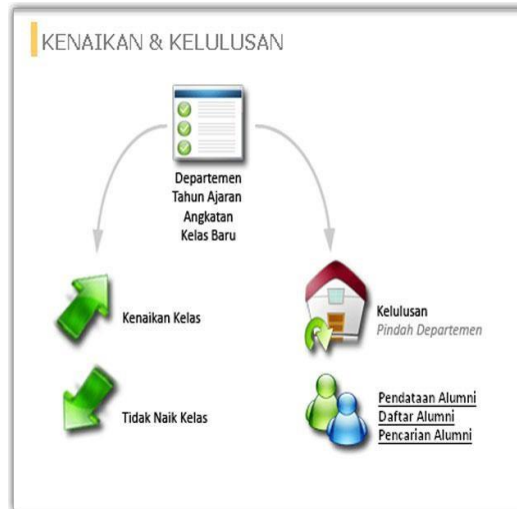 KENAIKAN & KELULUSAN
Departemen
Tahun Ajaran
Angkatan
Kelas Baru
Kenaikan Kelas
Kelulusan
Pindah Departemen
Tidak Naik Kelas
Pendataan Alumni
Daftar Alumni
Pencarian Alumni